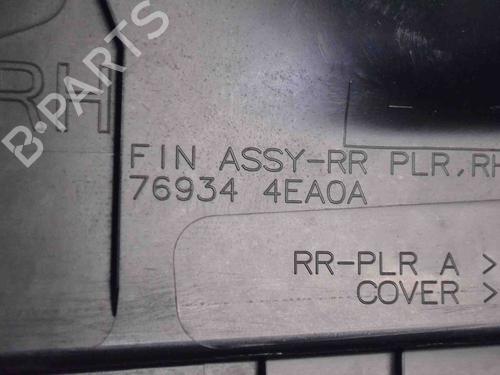 RH
B-PARTS
FIN ASSY-RR PLR,RH
76934 4EA0A
RR-PLR A >
COVER >